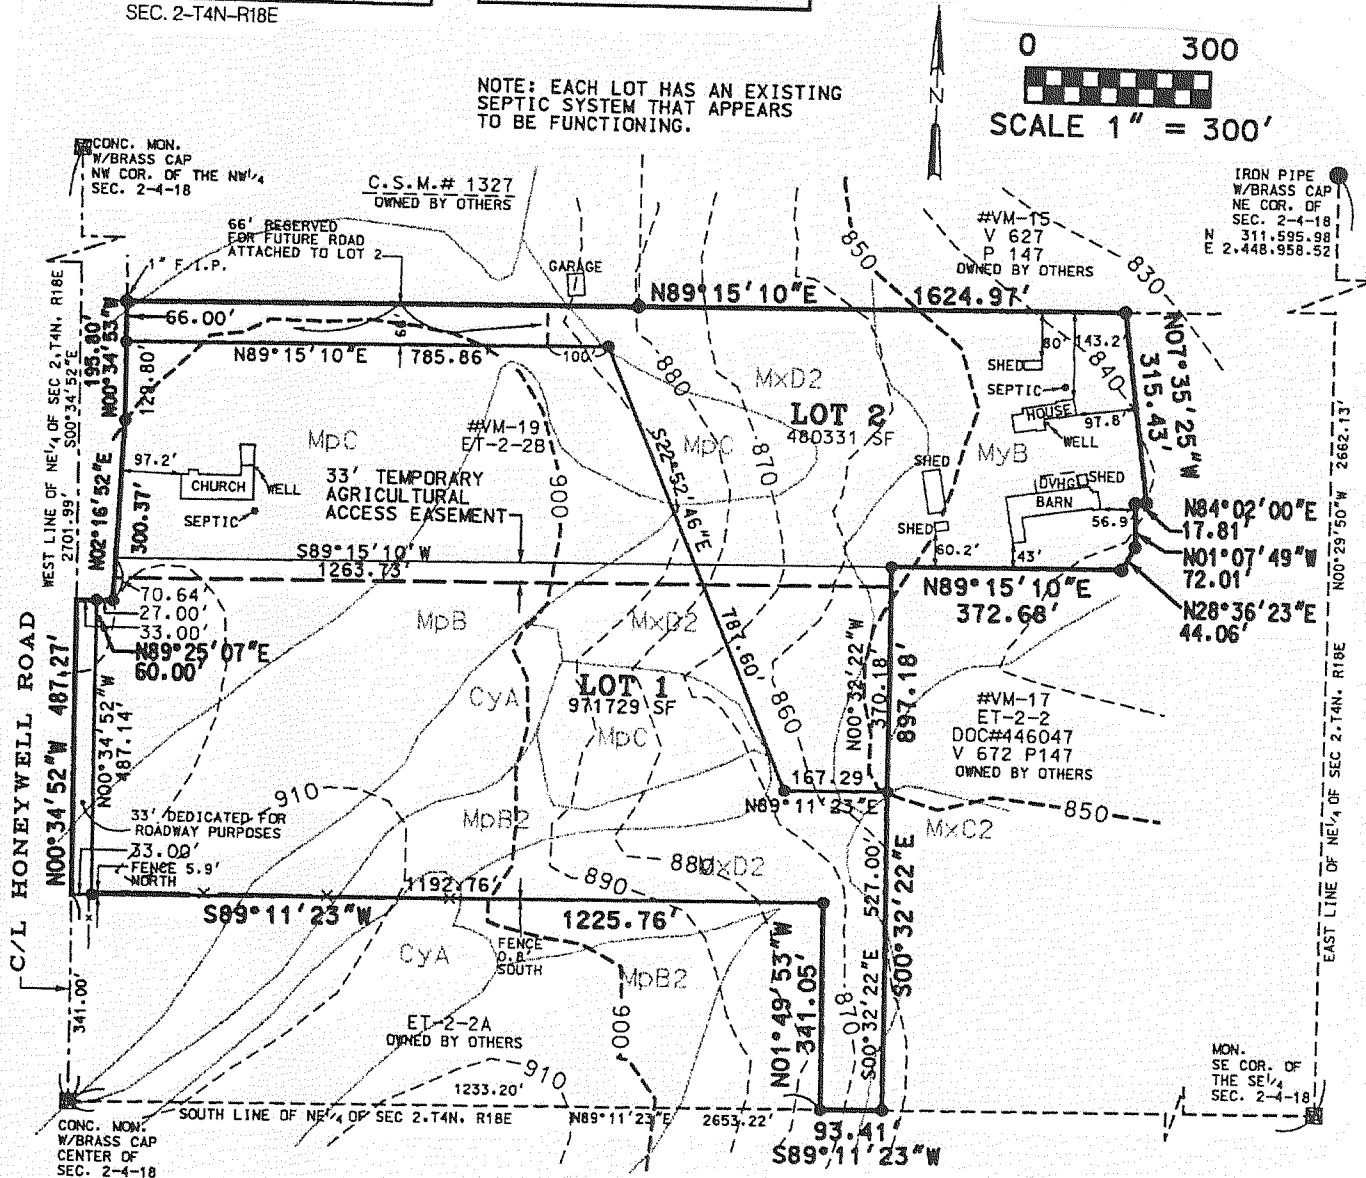 SEC. 2-T4N-R18E
0 300
SCALE 1" = 300'
NOTE: EACH LOT HAS AN EXISTING
SEPTIC SYSTEM THAT APPEARS
TO BE FUNCTIONING.
N
CONC. MON.
W/BRASS CAP
NW COR. OF THE NW1/4
SEC. 2-4-18
C.S.M.# 1327
OWNED BY OTHERS
66' RESERVED
FOR FUTURE ROAD
ATTACHED TO LOT 2
1" F.I.P.
GARAGE
#VM-15
V 627
P 147
OWNED BY OTHERS
IRON PIPE
W/BRASS CAP
NE COR. OF
SEC. 2-4-18
N 311.595.98
E 2.448.958.52
850
830
N89°15'10"E 1624.97'
66.00'
66'
N89°15'10"E 785.86'
100'
195.80'
N00°34'53"W
129.80'
WEST LINE OF NE1/4 OF SEC 2.T4N. R18E
S00°34'52"E
2701.99'
880
MxD2
LOT 2
480331 SF
80'
143.2'
840
SHED
SEPTIC
HOUSE
97.8'
WELL
N07°35'25"W
315.43'
MpC
#VM-19
ET-2-2B
MpC
870
MyB
97.2'
CHURCH
WELL
SEPTIC
33' TEMPORARY
AGRICULTURAL
ACCESS EASEMENT
900
S22°52'46"E
787.60'
SHED
SHED
OVHG
SHED
BARN
56.9'
60.2'
43'
N84°02'00"E
17.81'
N01°07'49"W
72.01'
N28°36'23"E
44.06'
N02°16'52"E
300.37'
S89°15'10"W
1263.73'
N89°15'10"E
372.68'
70.64'
27.00'
33.00'
N89°25'07"E
60.00'
MpB
MxD2
CyA
LOT 1
971729 SF
MpC
860
N00°32'22"W
370.18'
897.18'
#VM-17
ET-2-2
DOC#446047
V 672 P147
OWNED BY OTHERS
C/L HONEYWELL ROAD
N00°34'52"W 487.27'
N00°34'52"W
487.14'
910
167.29'
N89°11'23"E
850
MxC2
33' DEDICATED FOR
ROADWAY PURPOSES
33.00'
FENCE 5.9'
NORTH
MpB2
880
MxD2
890
1192.76'
S89°11'23"W 1225.76'
S00°32'22"E 527.00'
S00°32'22"E
CyA
FENCE
0.8'
SOUTH
MpB2
900
N01°49'53"W
341.05'
870
341.00'
ET-2-2A
OWNED BY OTHERS
910
1233.20'
SOUTH LINE OF NE1/4 OF SEC 2.T4N. R18E N89°11'23"E 2653.22'
93.41'
S89°11'23"W
CONC. MON.
W/BRASS CAP
CENTER OF
SEC. 2-4-18
MON.
SE COR. OF
THE SE1/4
SEC. 2-4-18
EAST LINE OF NE1/4 OF SEC 2.T4N. R18E N00°29'50"W 2662.13'